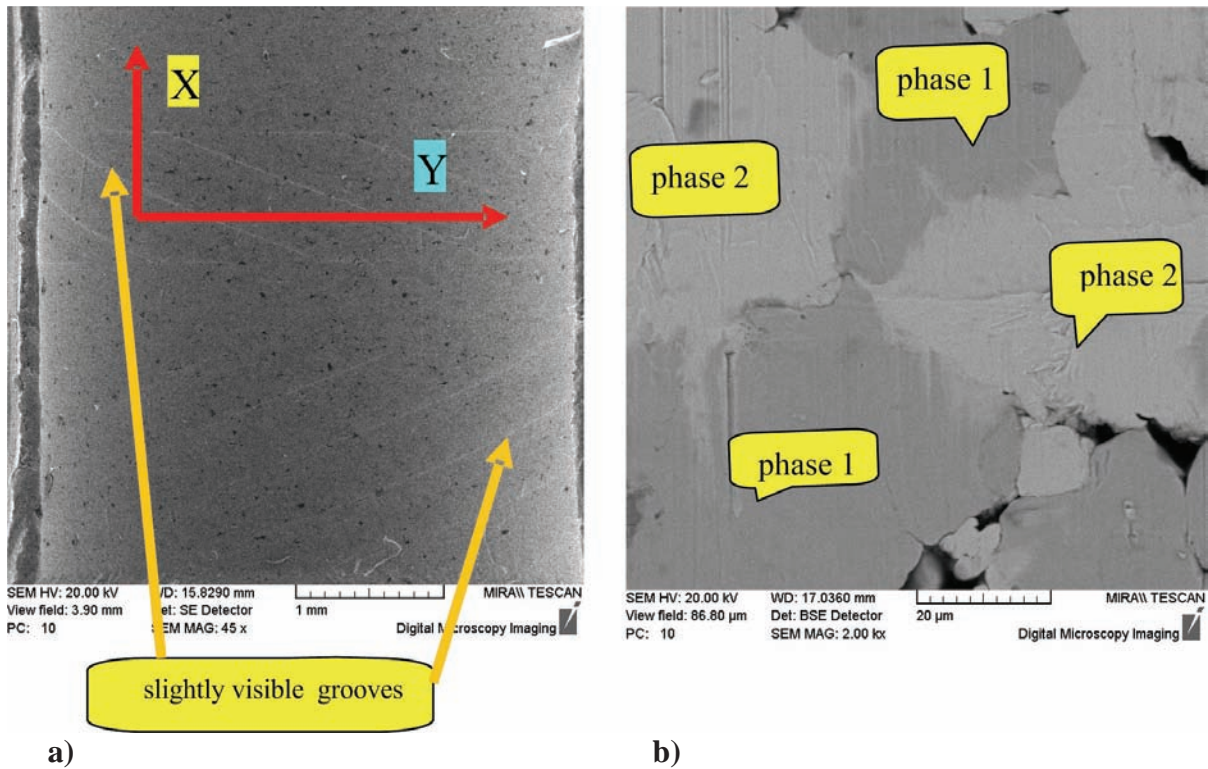 X
Y
SEM HV: 20.00 kV WD: 15.8290 mm MIRA\\ TESCAN
View field: 3.90 mm Det: SE Detector 1 mm
PC: 10 SEM MAG: 45 x Digital Microscopy Imaging
slightly visible grooves
a)
phase 1
phase 2
phase 2
phase 1
SEM HV: 20.00 kV WD: 17.0360 mm MIRA\\ TESCAN
View field: 86.80 µm Det: BSE Detector 20 µm
PC: 10 SEM MAG: 2.00 kx Digital Microscopy Imaging
b)